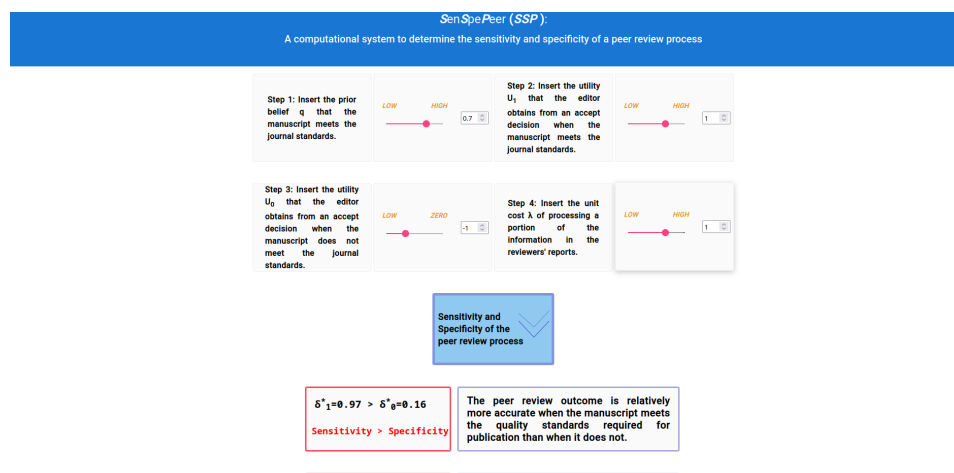 SenSpePeer (SSP ):
A computational system to determine the sensitivity and specificity of a peer review process
Step 1: Insert the prior
belief q that the
manuscript meets the
journal standards.
LOW HIGH
0.7
Step 2: Insert the utility
U1 that the editor
obtains from an accept
decision when the
manuscript meets the
journal standards.
LOW HIGH
1
Step 3: Insert the utility
U0 that the editor
obtains from an accept
decision when the
manuscript does not
meet the journal
standards.
LOW ZERO
-1
Step 4: Insert the unit
cost λ of processing a
portion of the
information in the
reviewers' reports.
LOW HIGH
1
Sensitivity and
Specificity of the
peer review process
δ*1=0.97 > δ*0=0.16
Sensitivity > Specificity
The peer review outcome is relatively
more accurate when the manuscript meets
the quality standards required for
publication than when it does not.